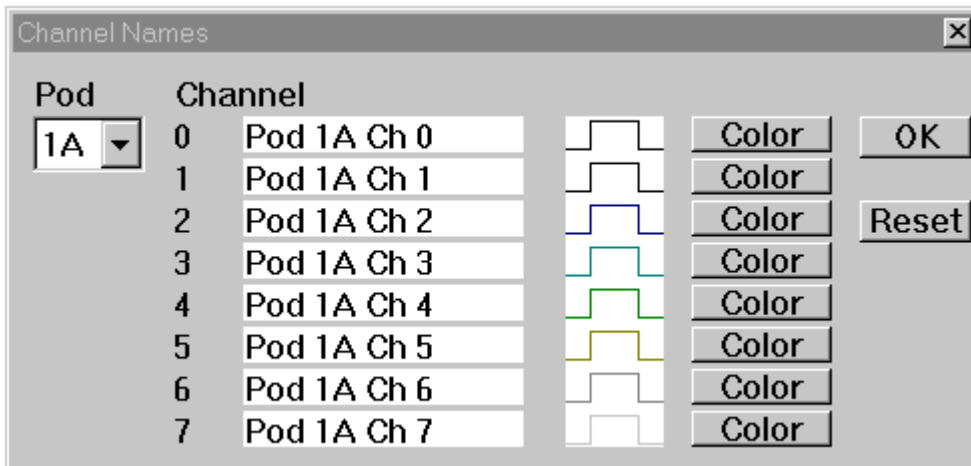 Channel Names
Pod Channel
1A 0 Pod 1A Ch 0 Color OK
1 Pod 1A Ch 1 Color
2 Pod 1A Ch 2 Color Reset
3 Pod 1A Ch 3 Color
4 Pod 1A Ch 4 Color
5 Pod 1A Ch 5 Color
6 Pod 1A Ch 6 Color
7 Pod 1A Ch 7 Color